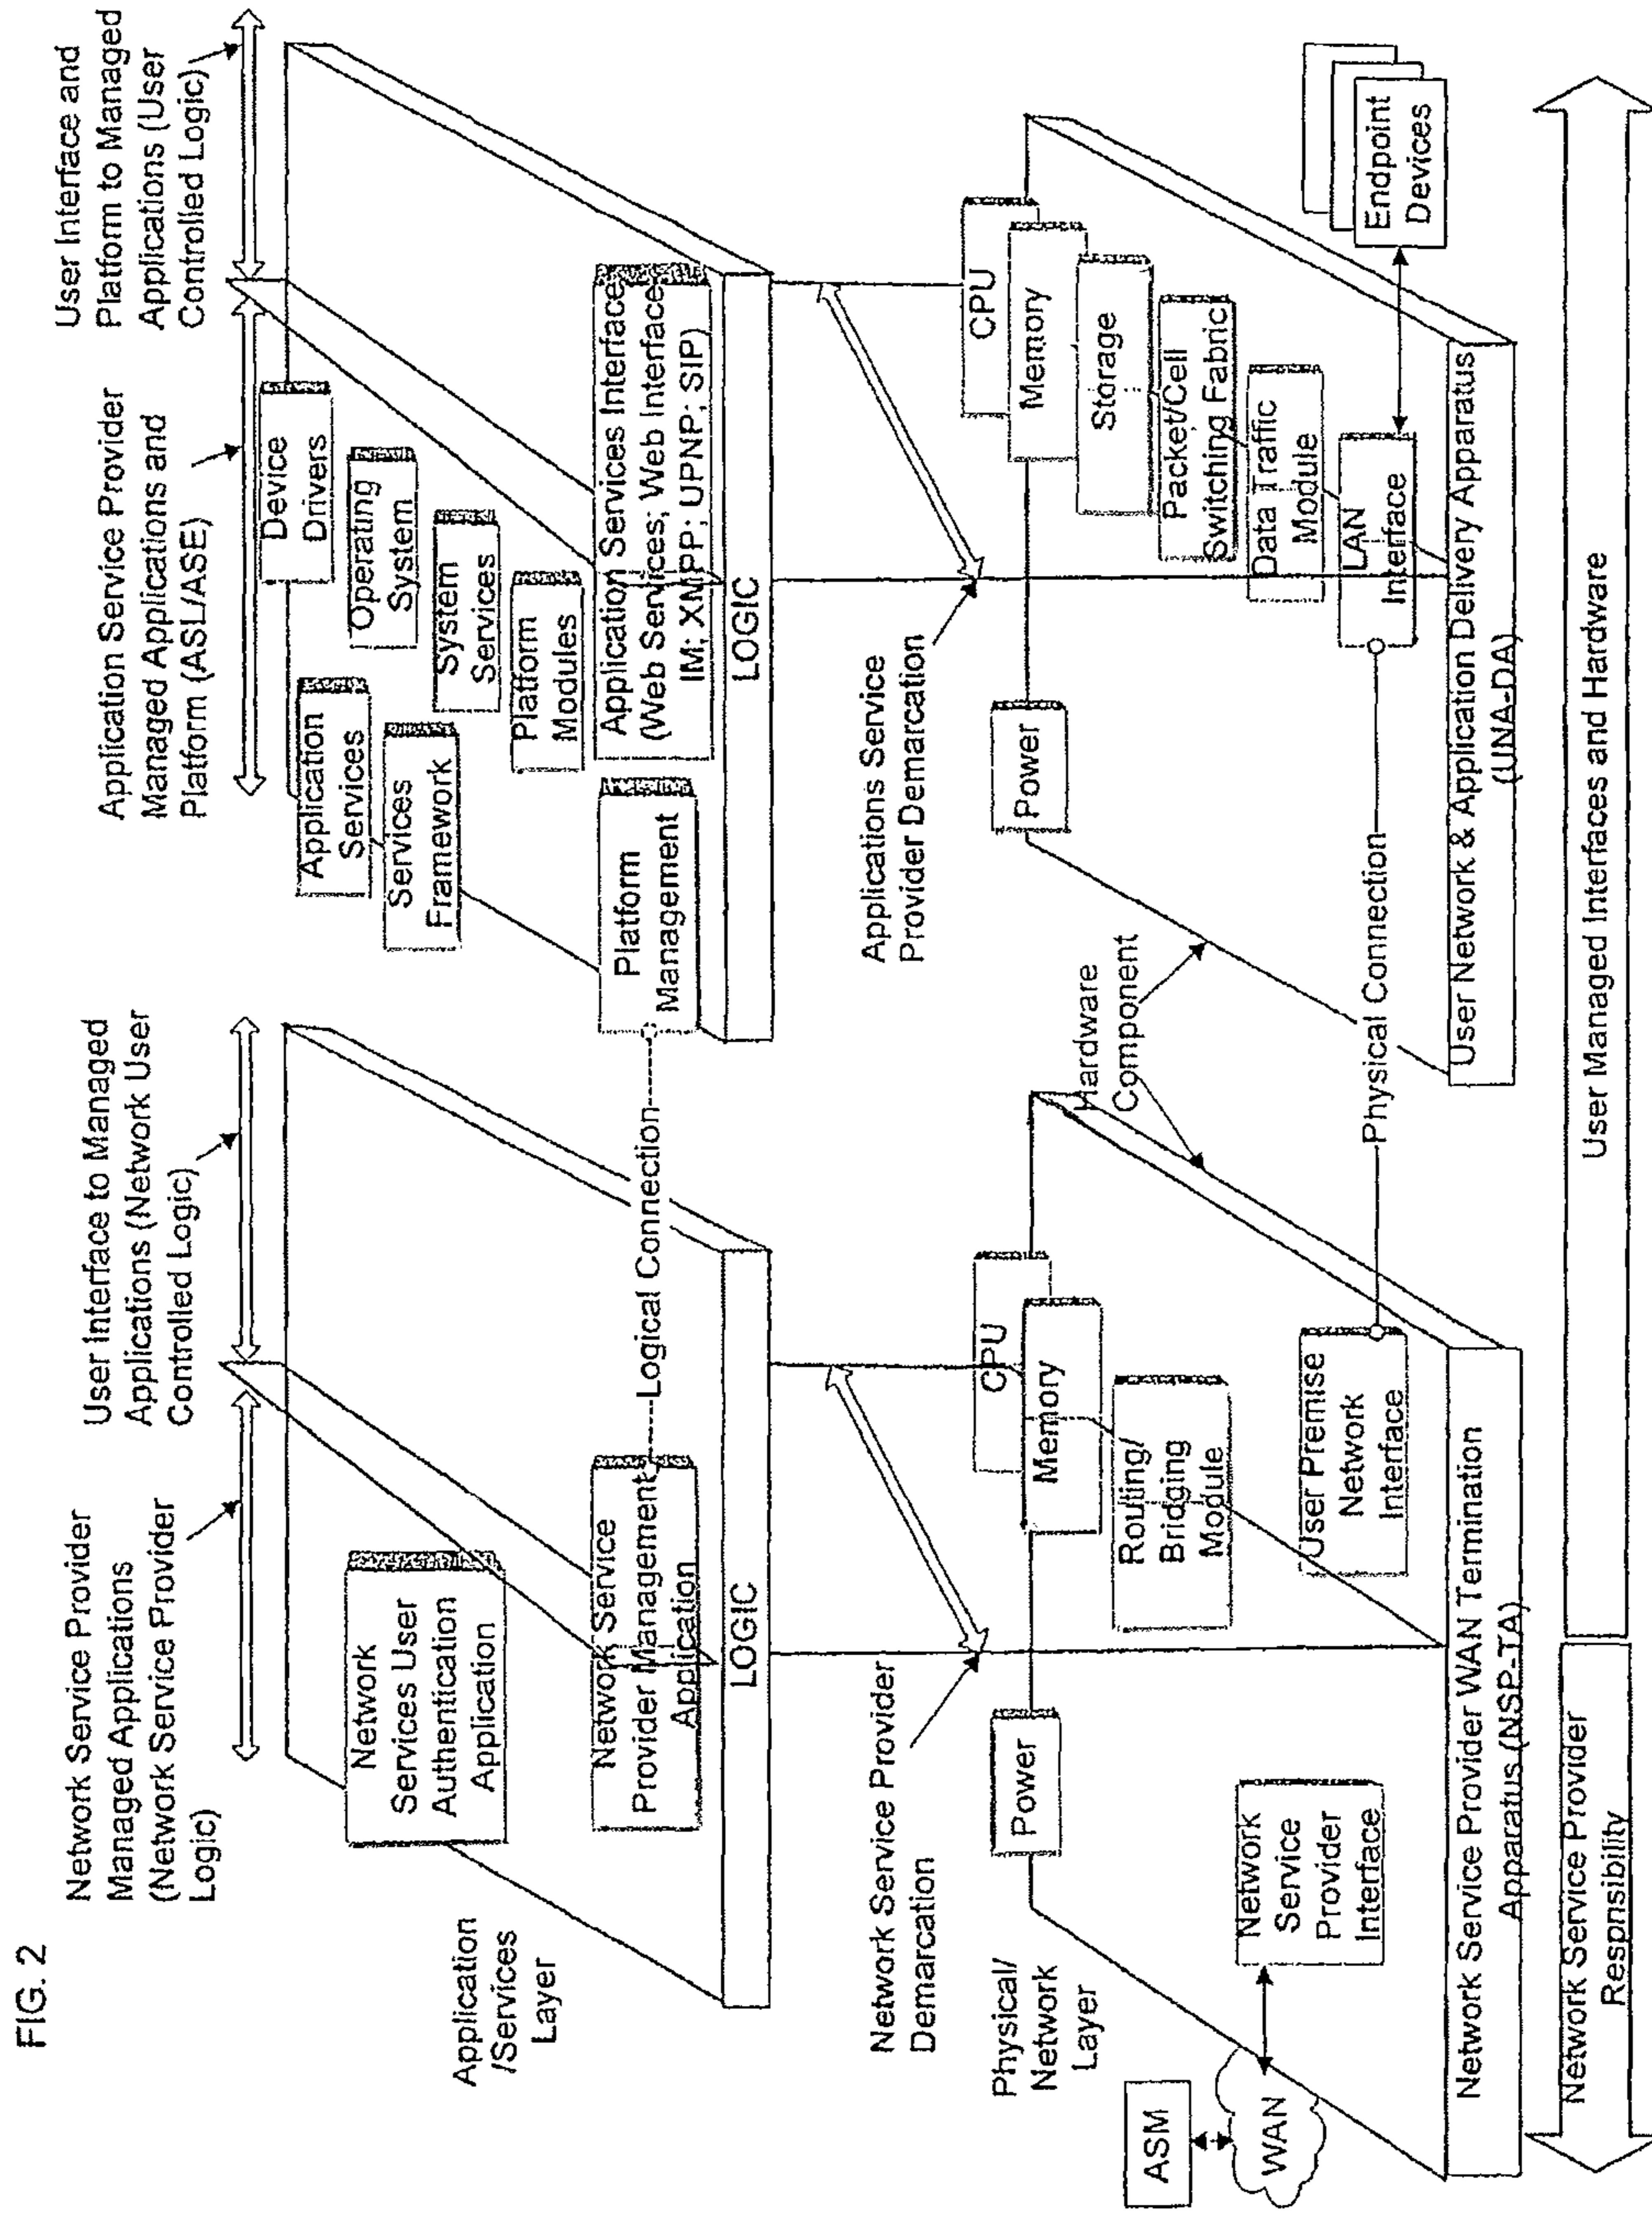 FIG. 2
Network Service Provider
Managed Applications
(Network Service Provider
Logic)
User Interface to Managed
Applications (Network User
Controlled Logic)
Application Service Provider
Managed Applications and
Platform (ASL/ASE)
User Interface and
Platform to Managed
Applications (User
Controlled Logic)
Application
/Services
Layer
Network
Services User
Authentication
Application
Network Service
Provider Management
Application
LOGIC
Logical Connection
Application
Services
Services
Framework
Platform
Management
Device
Drivers
Operating
System
System
Services
Platform
Modules
Application Services Interface
(Web Services; Web Interface
IM; XMPP; UPNP; SIP)
LOGIC
Network Service Provider
Demarcation
Applications Service
Provider Demarcation
Physical/
Network
Layer
ASM
WAN
Network
Service
Provider
Interface
Power
CPU
Memory
Routing/
Bridging
Module
User Premise
Network
Interface
Hardware
Component
Physical Connection
Power
CPU
Memory
Storage
Packet/Cell
Switching Fabric
Data Traffic
Module
LAN
Interface
Endpoint
Devices
Network Service Provider WAN Termination
Apparatus (NSP-TA)
User Network & Application Delivery Apparatus
(UNA-DA)
Network Service Provider
Respnsibility
User Managed Interfaces and Hardware